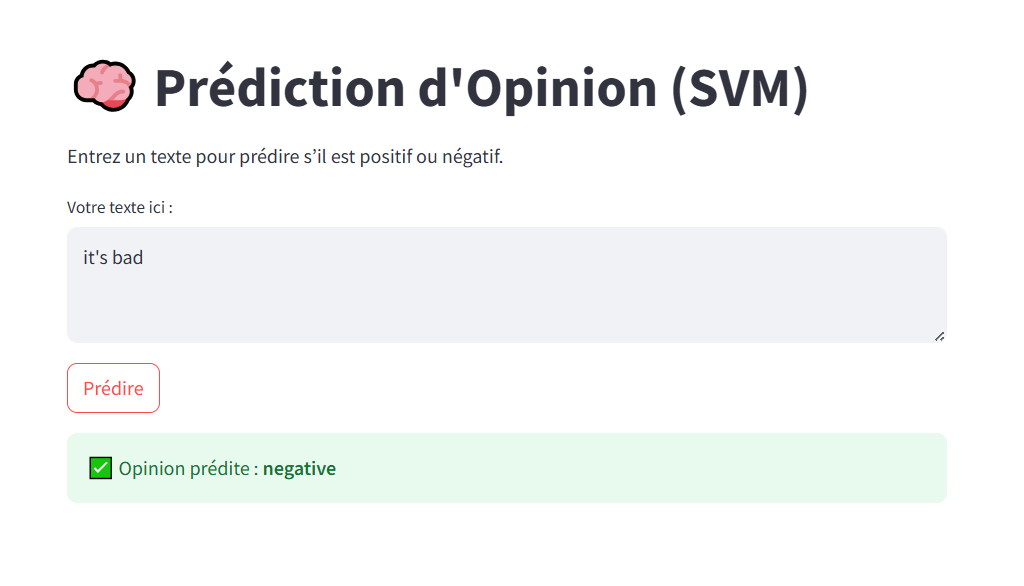 Prédiction d'Opinion (SVM)
Entrez un texte pour prédire s’il est positif ou négatif.
Votre texte ici :
it's bad
Prédire
Opinion prédite : negative